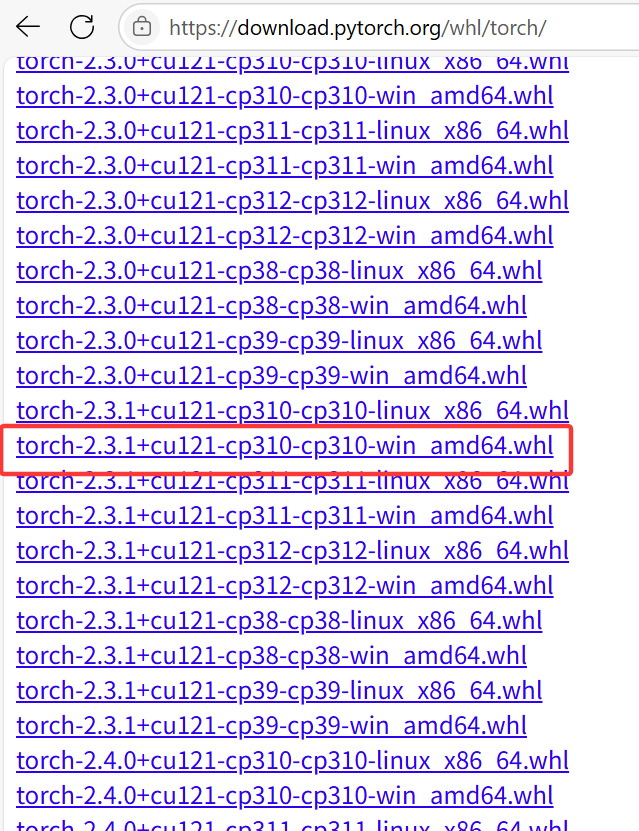 https://download.pytorch.org/whl/torch/
torch-2.3.0+cu121-cp310-cp310-linux_x86_64.whl
torch-2.3.0+cu121-cp310-cp310-win_amd64.whl
torch-2.3.0+cu121-cp311-cp311-linux_x86_64.whl
torch-2.3.0+cu121-cp311-cp311-win_amd64.whl
torch-2.3.0+cu121-cp312-cp312-linux_x86_64.whl
torch-2.3.0+cu121-cp312-cp312-win_amd64.whl
torch-2.3.0+cu121-cp38-cp38-linux_x86_64.whl
torch-2.3.0+cu121-cp38-cp38-win_amd64.whl
torch-2.3.0+cu121-cp39-cp39-linux_x86_64.whl
torch-2.3.0+cu121-cp39-cp39-win_amd64.whl
torch-2.3.1+cu121-cp310-cp310-linux_x86_64.whl
torch-2.3.1+cu121-cp310-cp310-win_amd64.whl
torch-2.3.1+cu121-cp311-cp311-linux_x86_64.whl
torch-2.3.1+cu121-cp311-cp311-win_amd64.whl
torch-2.3.1+cu121-cp312-cp312-linux_x86_64.whl
torch-2.3.1+cu121-cp312-cp312-win_amd64.whl
torch-2.3.1+cu121-cp38-cp38-linux_x86_64.whl
torch-2.3.1+cu121-cp38-cp38-win_amd64.whl
torch-2.3.1+cu121-cp39-cp39-linux_x86_64.whl
torch-2.3.1+cu121-cp39-cp39-win_amd64.whl
torch-2.4.0+cu121-cp310-cp310-linux_x86_64.whl
torch-2.4.0+cu121-cp310-cp310-win_amd64.whl
torch-2.4.0+cu121-cp311-cp311-linux_x86_64.whl